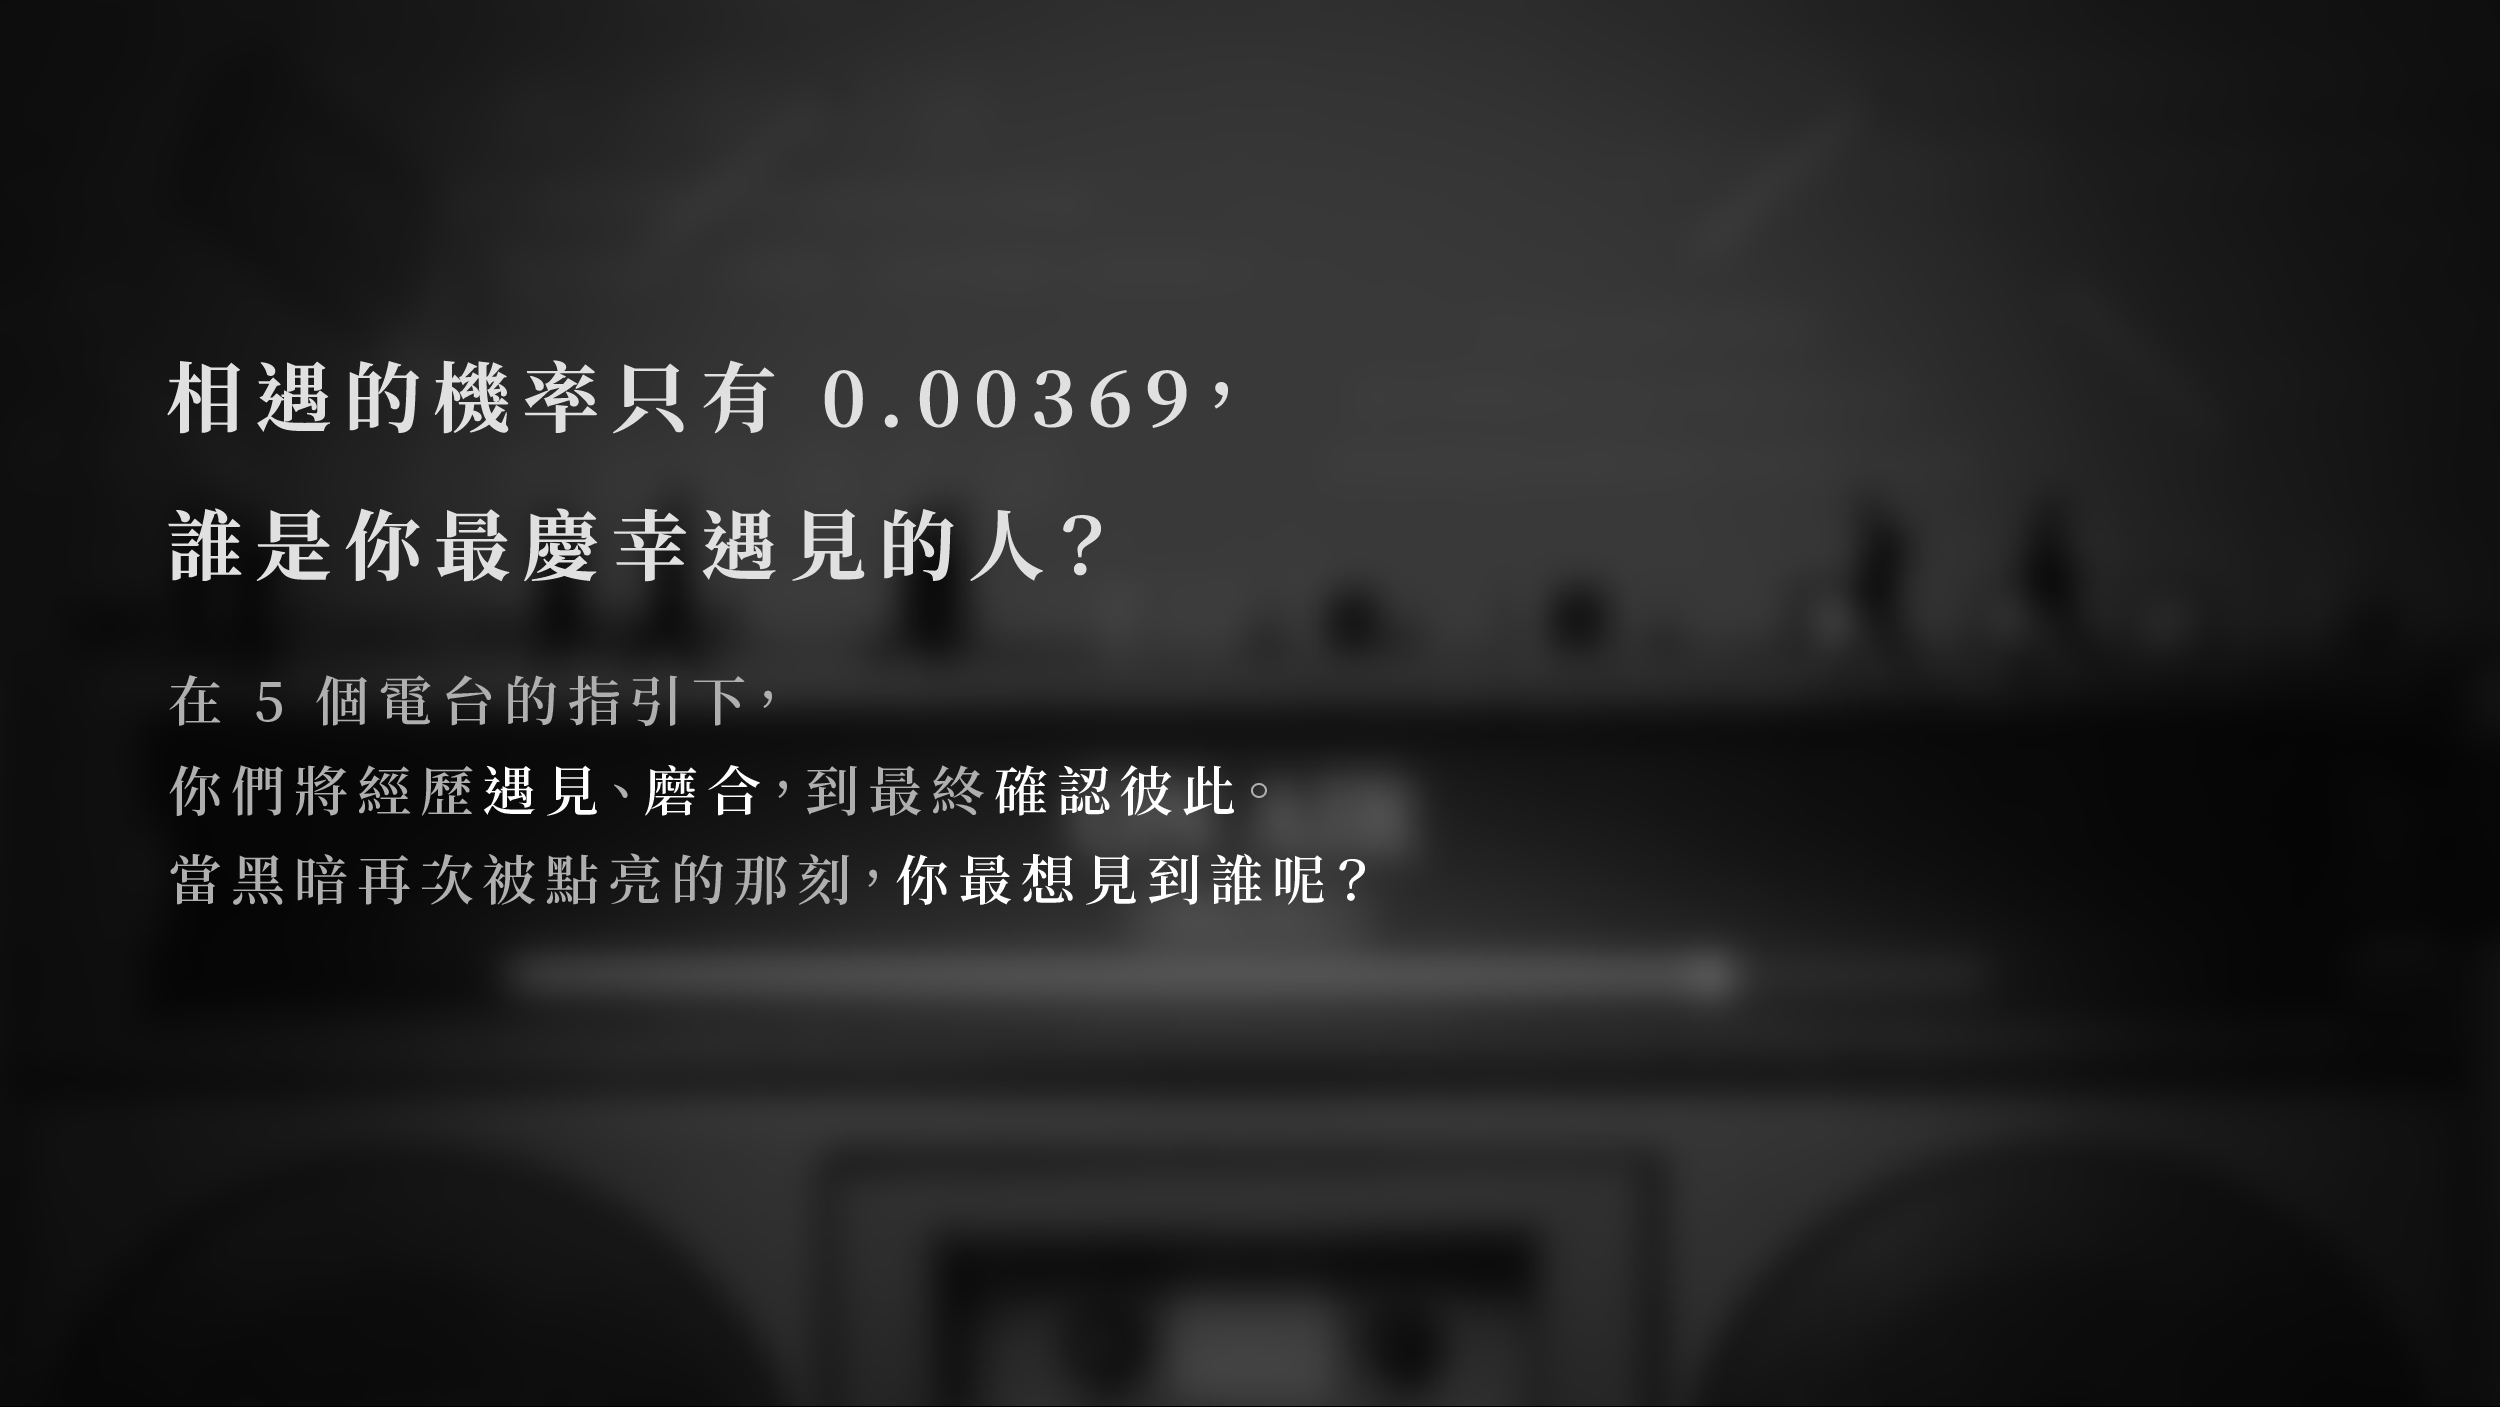 相遇的機率只有 0.00369，
誰是你最慶幸遇見的人？
在 5 個電台的指引下，
你們將經歷遇見、磨合，到最終確認彼此。
當黑暗再次被點亮的那刻，你最想見到誰呢？